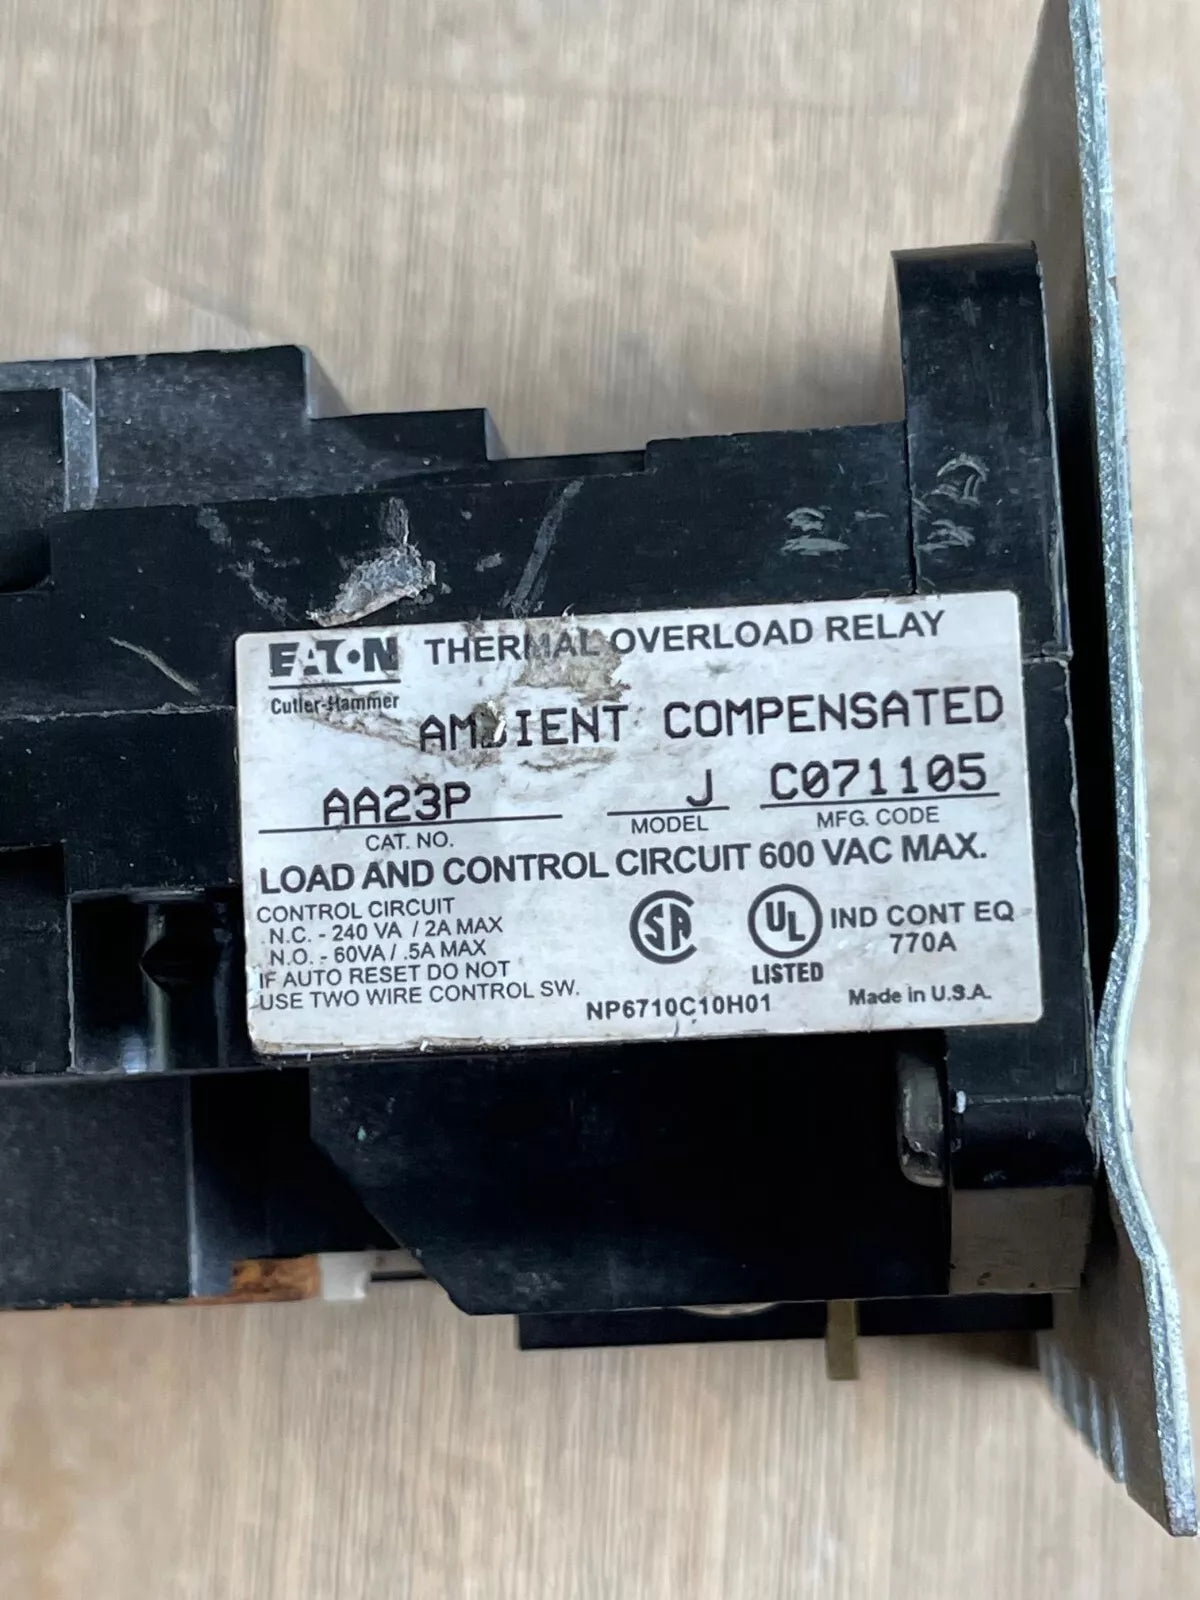 EATON THERMAL OVERLOAD RELAY
Cutler-Hammer
AMBIENT COMPENSATED
AA23P J C071105
CAT. NO. MODEL MFG. CODE
LOAD AND CONTROL CIRCUIT 600 VAC MAX.
CONTROL CIRCUIT
N.C. - 240 VA / 2A MAX
N.O. - 60VA / .5A MAX
IF AUTO RESET DO NOT
USE TWO WIRE CONTROL SW.
SA
UL IND CONT EQ
770A
LISTED
NP6710C10H01 Made in U.S.A.